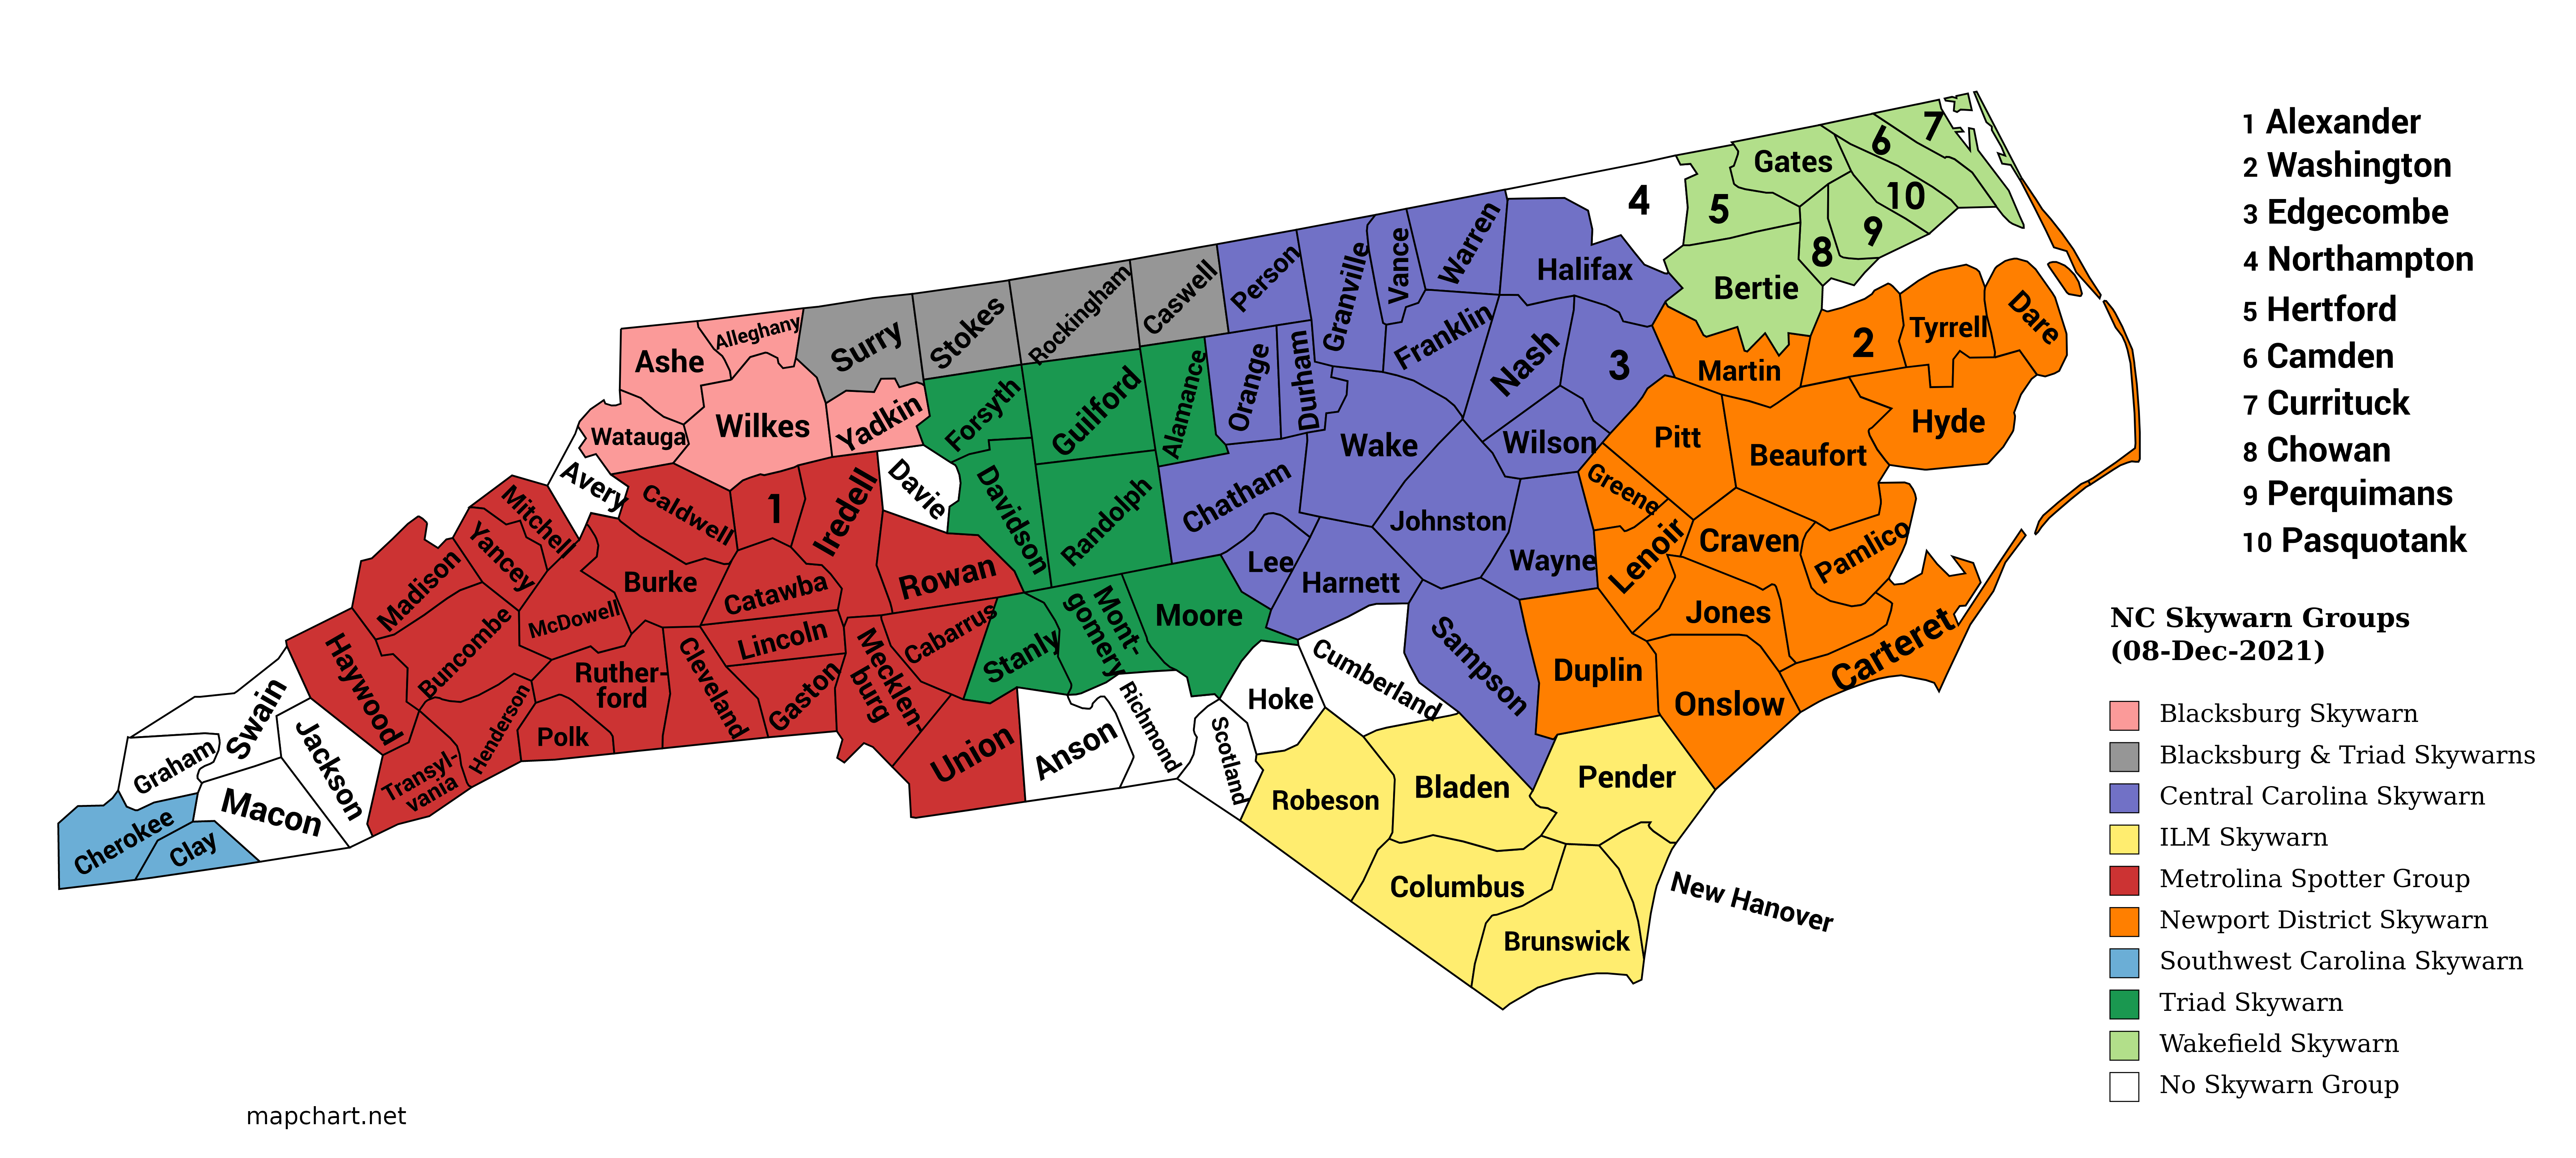 Ashe
Alleghany
Surry
Stokes
Rockingham
Caswell
Person
Granville
Vance
Warren
Halifax
4
5
Gates
6
7
10
9
8
Bertie
Watauga
Wilkes
Yadkin
Forsyth
Guilford
Alamance
Orange
Durham
Franklin
Nash
3
Martin
2
Tyrrell
Dare
Avery
Mitchell
Yancey
Madison
Caldwell
1
Iredell
Davie
Davidson
Randolph
Chatham
Wake
Johnston
Wilson
Greene
Pitt
Beaufort
Hyde
Burke
McDowell
Buncombe
Haywood
Catawba
Rowan
Lincoln
Cabarrus
Stanly
Mont-
gomery
Moore
Lee
Harnett
Wayne
Lenoir
Craven
Pamlico
Jones
Carteret
Swain
Graham
Cherokee
Clay
Macon
Jackson
Transyl-
vania
Henderson
Polk
Ruther-
ford
Cleveland
Gaston
Mecklen-
burg
Union
Anson
Richmond
Scotland
Hoke
Cumberland
Sampson
Duplin
Onslow
Robeson
Bladen
Pender
Columbus
Brunswick
New Hanover
1 Alexander
2 Washington
3 Edgecombe
4 Northampton
5 Hertford
6 Camden
7 Currituck
8 Chowan
9 Perquimans
10 Pasquotank
NC Skywarn Groups
(08-Dec-2021)
Blacksburg Skywarn
Blacksburg & Triad Skywarns
Central Carolina Skywarn
ILM Skywarn
Metrolina Spotter Group
Newport District Skywarn
Southwest Carolina Skywarn
Triad Skywarn
Wakefield Skywarn
No Skywarn Group
mapchart.net